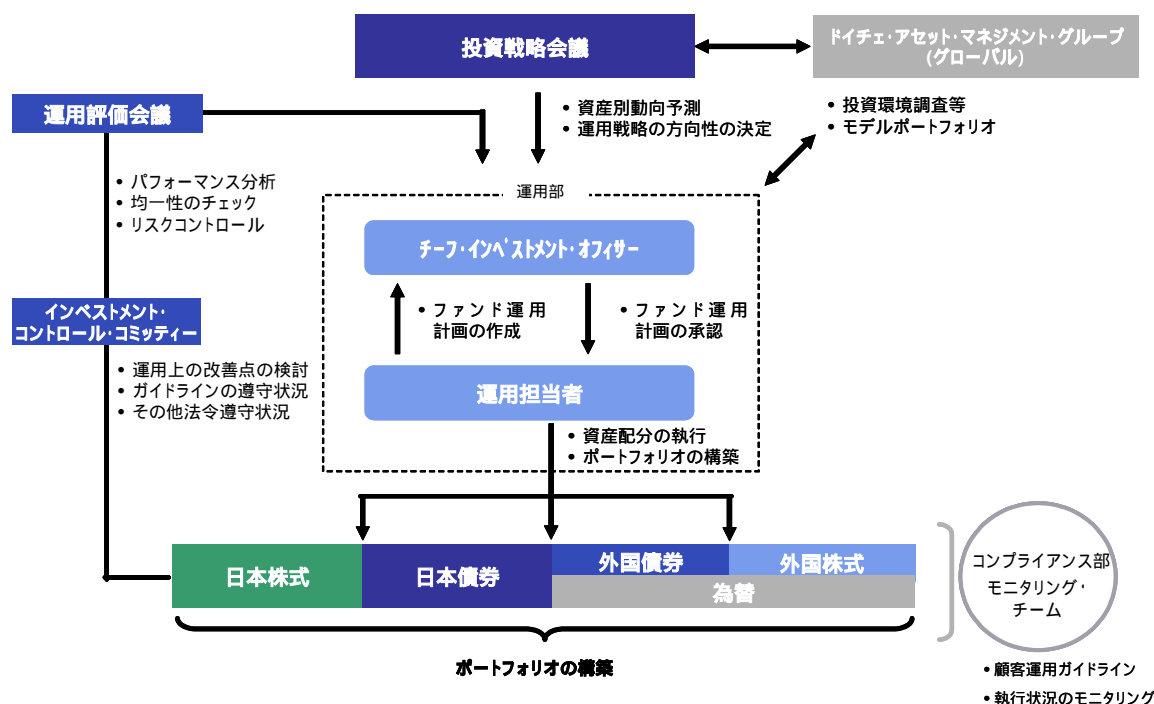 投資戦略会議
ドイチェ・アセット・マネジメント・グループ
(グローバル)
運用評価会議
• 資産別動向予測
• 運用戦略の方向性の決定
• 投資環境調査等
• モデルポートフォリオ
• パフォーマンス分析
• 均一性のチェック
• リスクコントロール
運用部
チーフ・インベストメント・オフィサー
• ファンド運用
計画の作成
• ファンド運用
計画の承認
インベストメント・
コントロール・コミッティー
• 運用上の改善点の検討
• ガイドラインの遵守状況
• その他法令遵守状況
運用担当者
• 資産配分の執行
• ポートフォリオの構築
日本株式
日本債券
外国債券
外国株式
為替
コンプライアンス部
モニタリング・
チーム
ポートフォリオの構築
• 顧客運用ガイドライン
• 執行状況のモニタリング